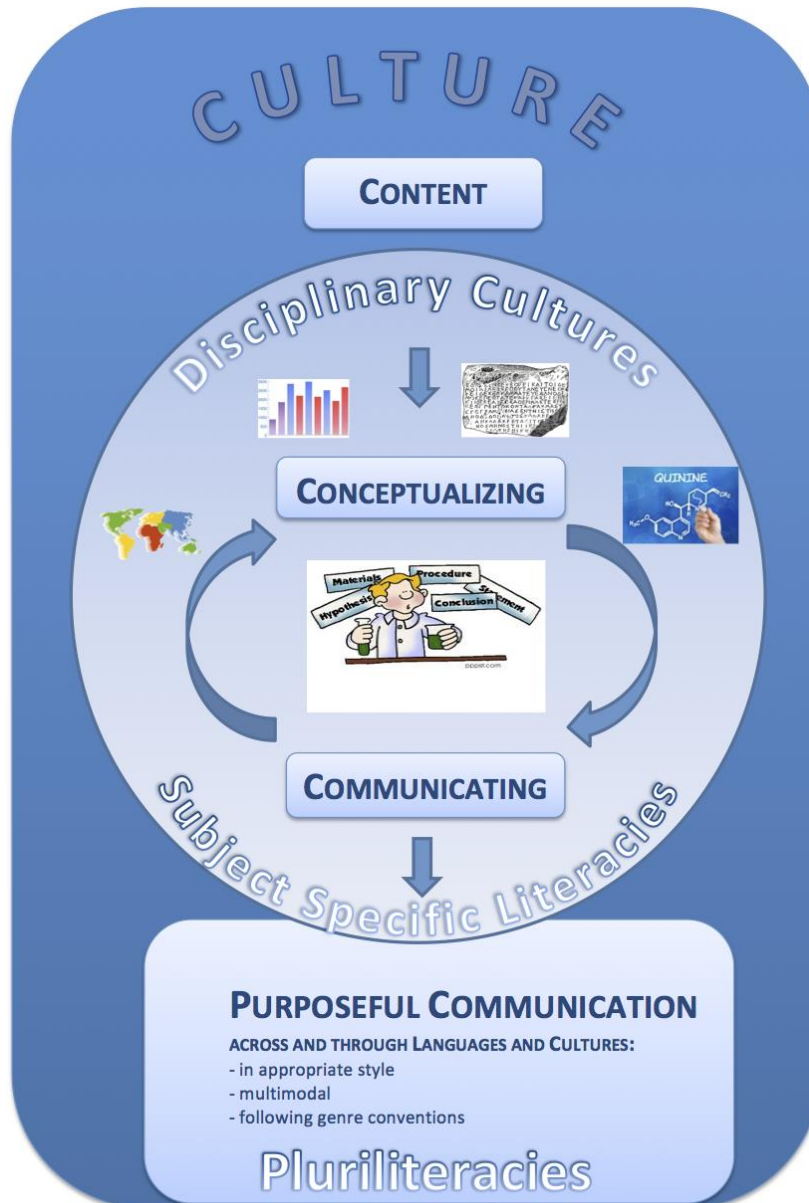 CULTURE
CONTENT
Disciplinary Cultures
CONCEPTUALIZING
QUININE
Materials
Procedure
Hypothesis
Conclusion
COMMUNICATING
Subject Specific Literacies
PURPOSEFUL COMMUNICATION
ACROSS AND THROUGH LANGUAGES AND CULTURES:
- in appropriate style
- multimodal
- following genre conventions
Pluriliteracies